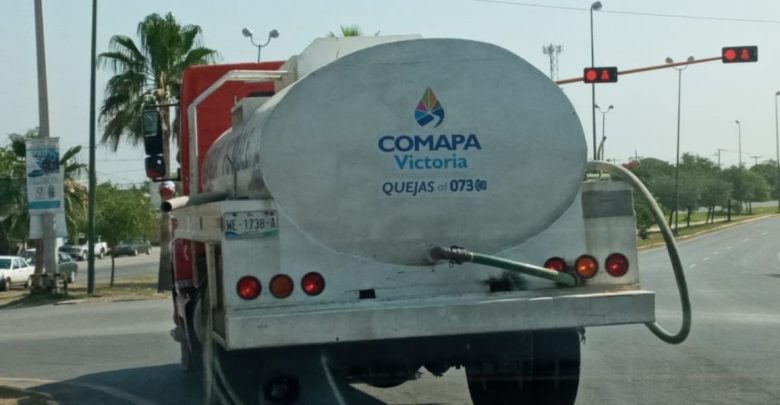 COMAPA
Victoria
QUEJAS al 073
WE-1738-A